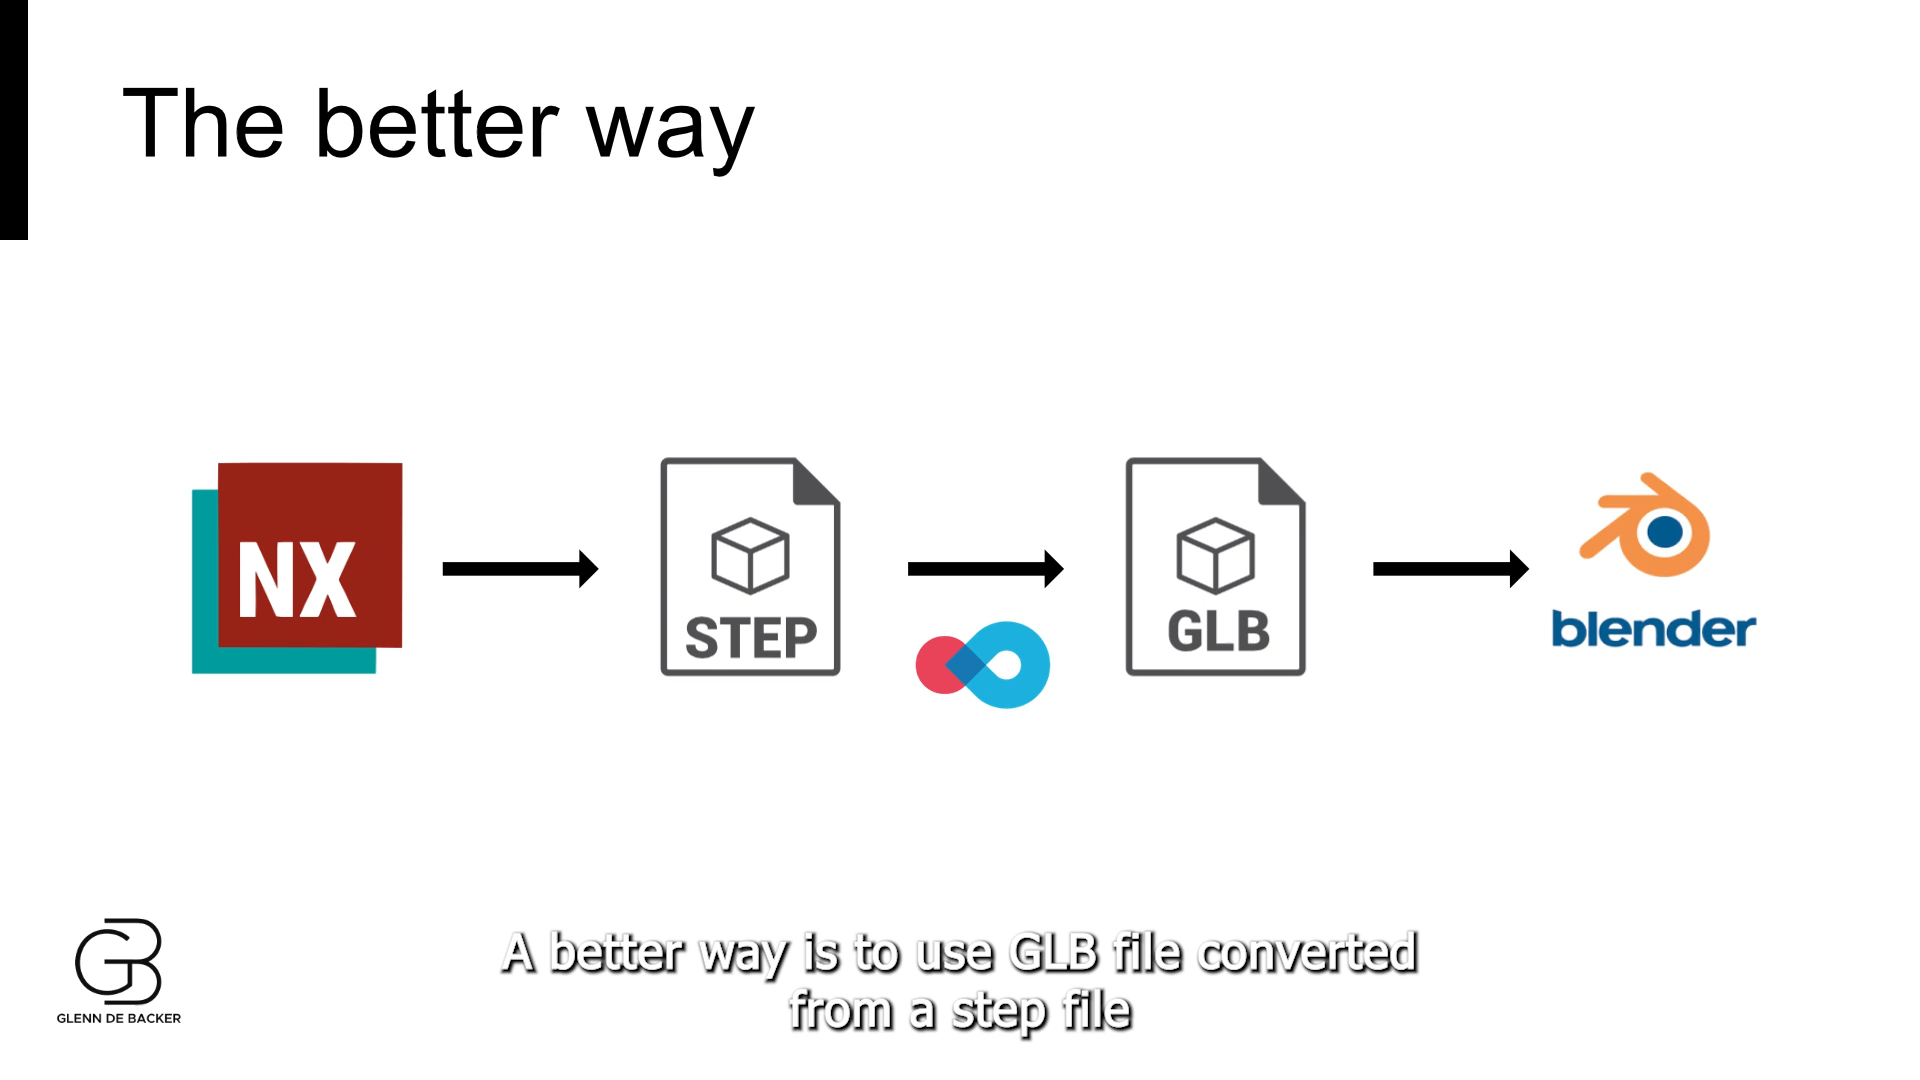 The better way
NX
STEP
GLB
blender
GLENN DE BACKER
A better way is to use GLB file converted
from a step file